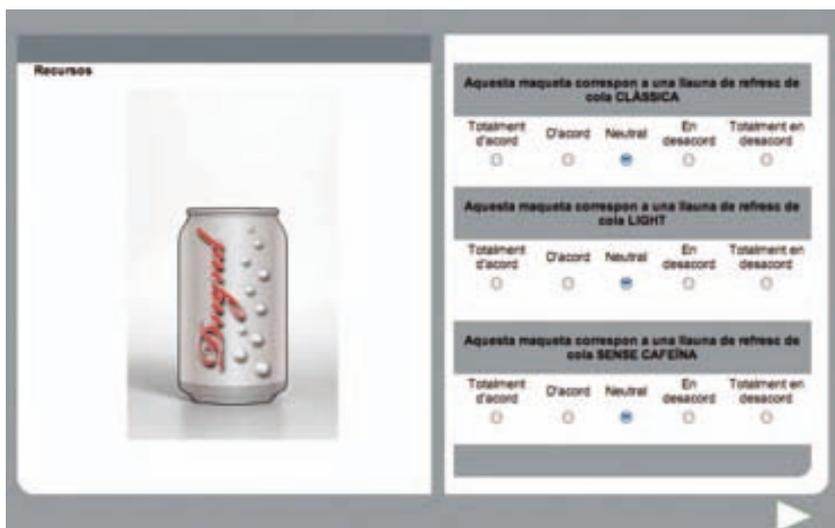 Recursos
Dragred
Aquesta maqueta correspon a una llauna de refresc de
cola CLÀSSICA
Totalment d'acord D'acord Neutral En desacord Totalment en desacord
Aquesta maqueta correspon a una llauna de refresc de
cola LIGHT
Totalment d'acord D'acord Neutral En desacord Totalment en desacord
Aquesta maqueta correspon a una llauna de refresc de
cola SENSE CAFEÏNA
Totalment d'acord D'acord Neutral En desacord Totalment en desacord